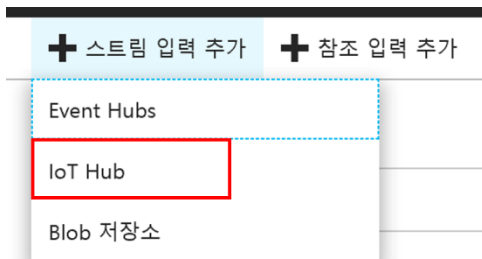 + 스트림 입력 추가 + 참조 입력 추가
Event Hubs
IoT Hub
Blob 저장소